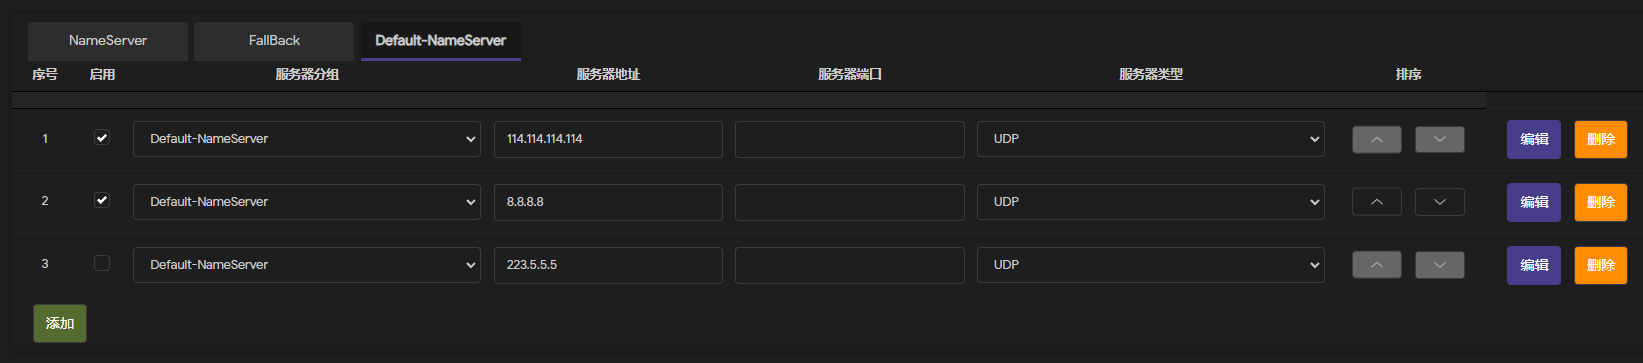 NameServer FallBack Default-NameServer
序号 启用 服务器分组 服务器地址 服务器端口 服务器类型 排序
1 Default-NameServer 114.114.114.114 UDP 编辑 删除
2 Default-NameServer 8.8.8.8 UDP 编辑 删除
3 Default-NameServer 223.5.5.5 UDP 编辑 删除
添加